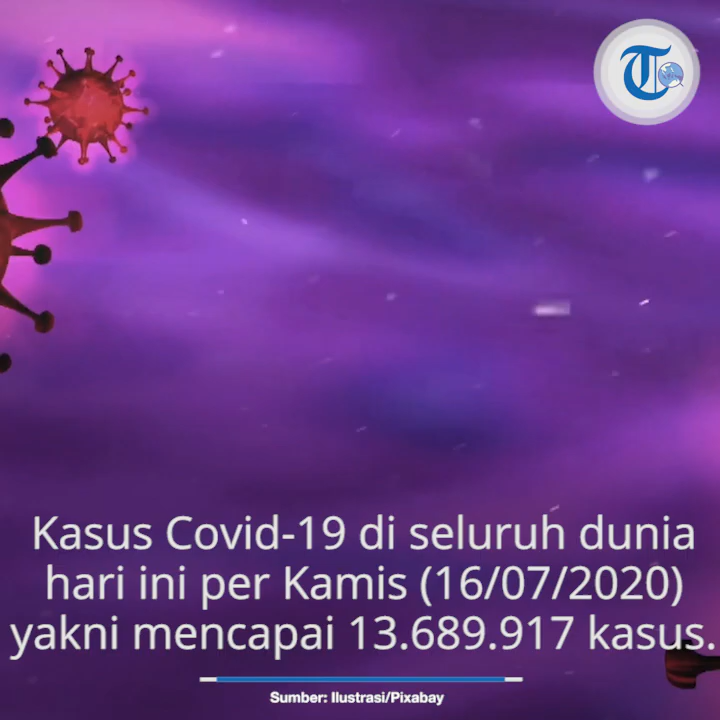 T
Kasus Covid-19 di seluruh dunia
hari ini per Kamis (16/07/2020)
yakni mencapai 13.689.917 kasus.
Sumber: Ilustrasi/Pixabay